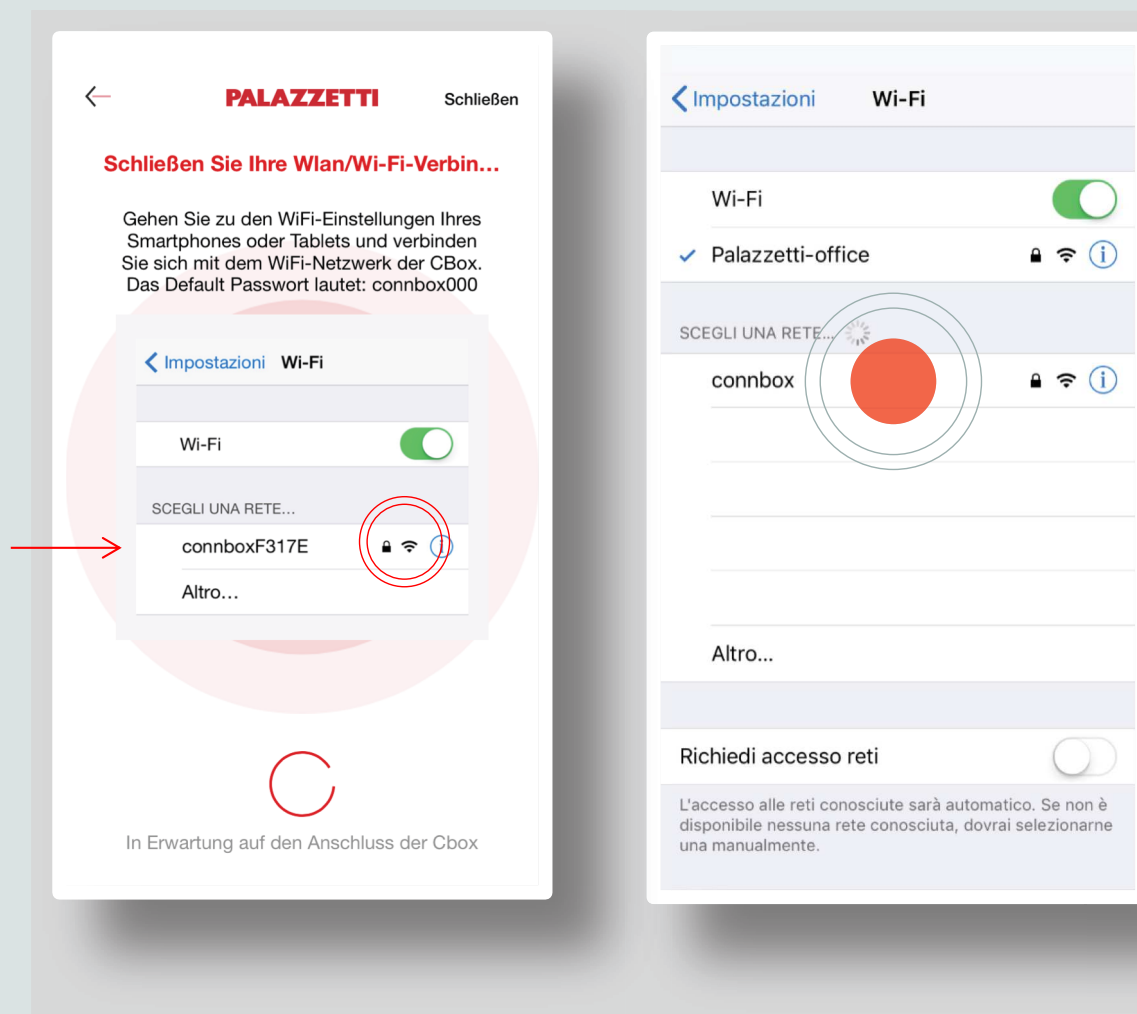 PALAZZETTI
Schließen
Schließen Sie Ihre Wlan/Wi-Fi-Verbin...
Gehen Sie zu den WiFi-Einstellungen Ihres
Smartphones oder Tablets und verbinden
Sie sich mit dem WiFi-Netzwerk der CBox.
Das Default Passwort lautet: connbox000
Impostazioni Wi-Fi
Wi-Fi
SCEGLI UNA RETE...
connboxF317E
Altro...
In Erwartung auf den Anschluss der Cbox
Impostazioni Wi-Fi
Wi-Fi
Palazzetti-office
SCEGLI UNA RETE...
connbox
Altro...
Richiedi accesso reti
L'accesso alle reti conosciute sarà automatico. Se non è
disponibile nessuna rete conosciuta, dovrai selezionarne
una manualmente.